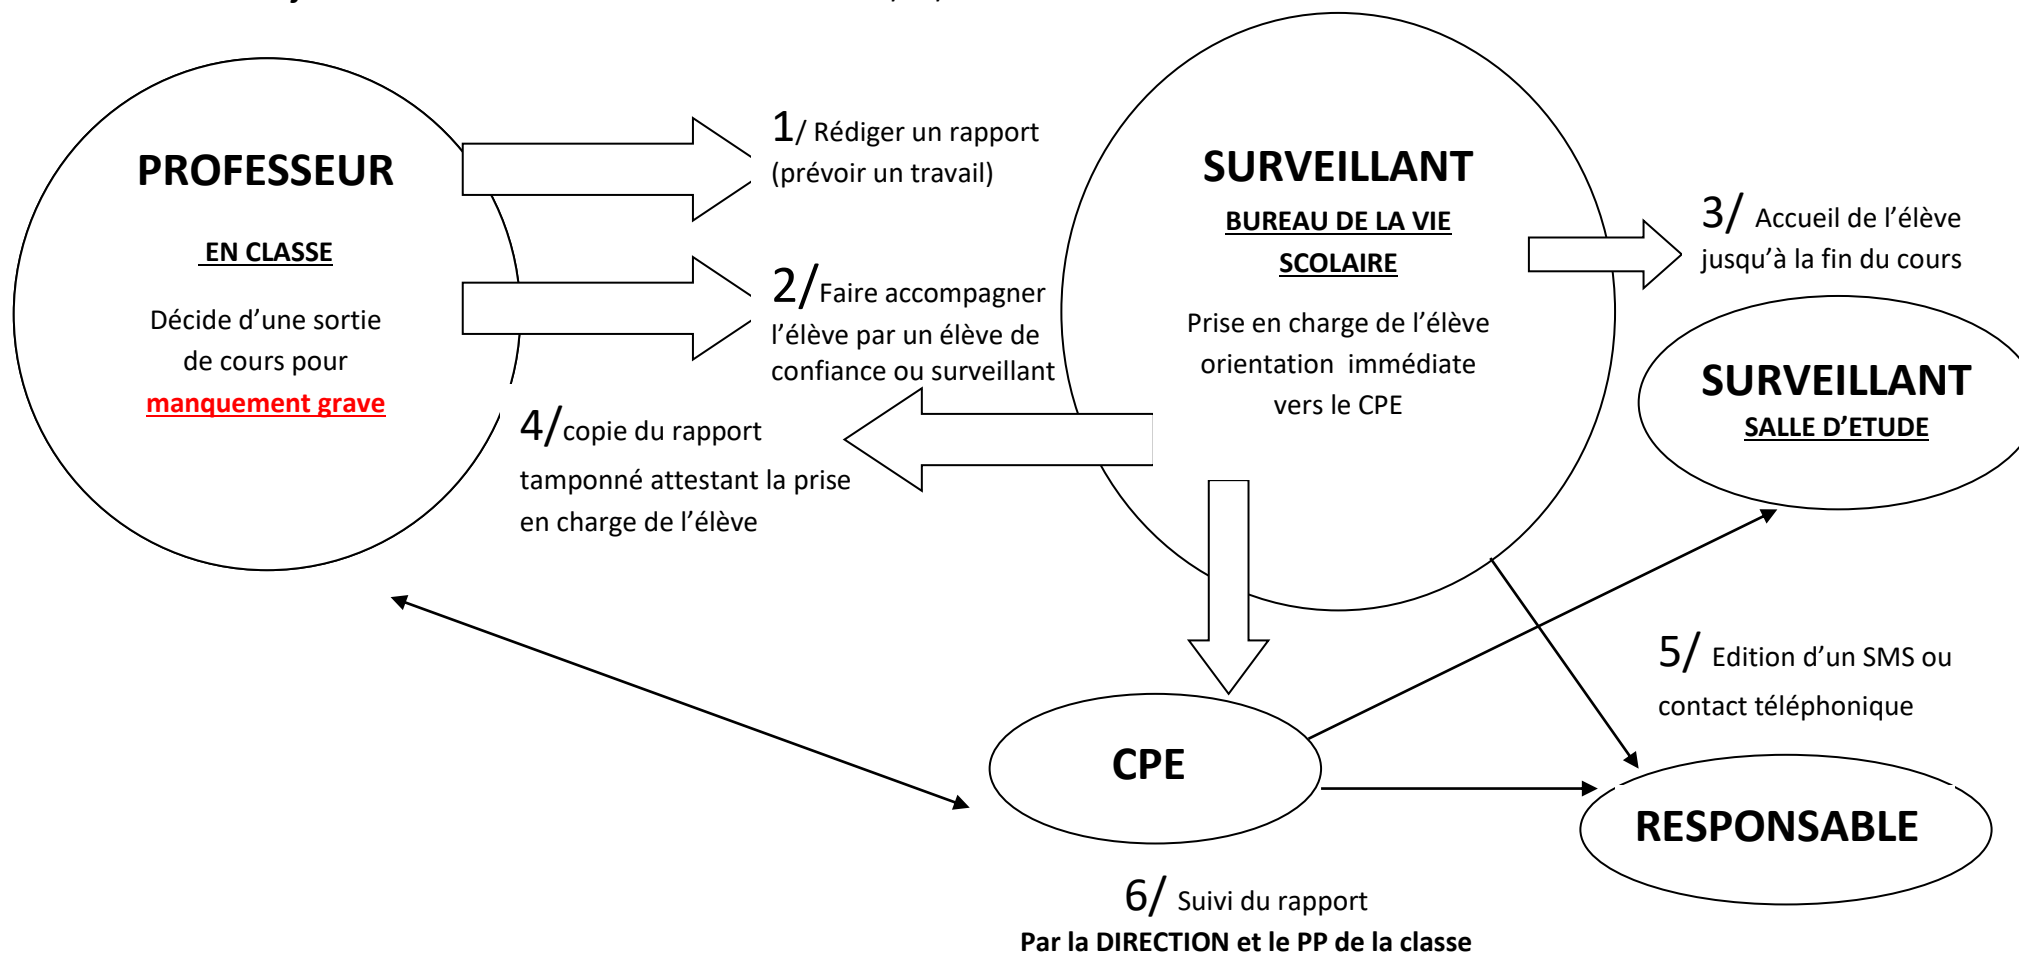 PROFESSEUR
EN CLASSE
Décide d’une sortie
de cours pour
manquement grave
1/ Rédiger un rapport
(prévoir un travail)
2/Faire accompagner
l’élève par un élève de
confiance ou surveillant
SURVEILLANT
BUREAU DE LA VIE
SCOLAIRE
Prise en charge de l’élève
orientation immédiate
vers le CPE
3/ Accueil de l’élève
jusqu’à la fin du cours
SURVEILLANT
SALLE D’ETUDE
4/copie du rapport
tamponné attestant la prise
en charge de l’élève
5/ Edition d’un SMS ou
contact téléphonique
CPE
RESPONSABLE
6/ Suivi du rapport
Par la DIRECTION et le PP de la classe